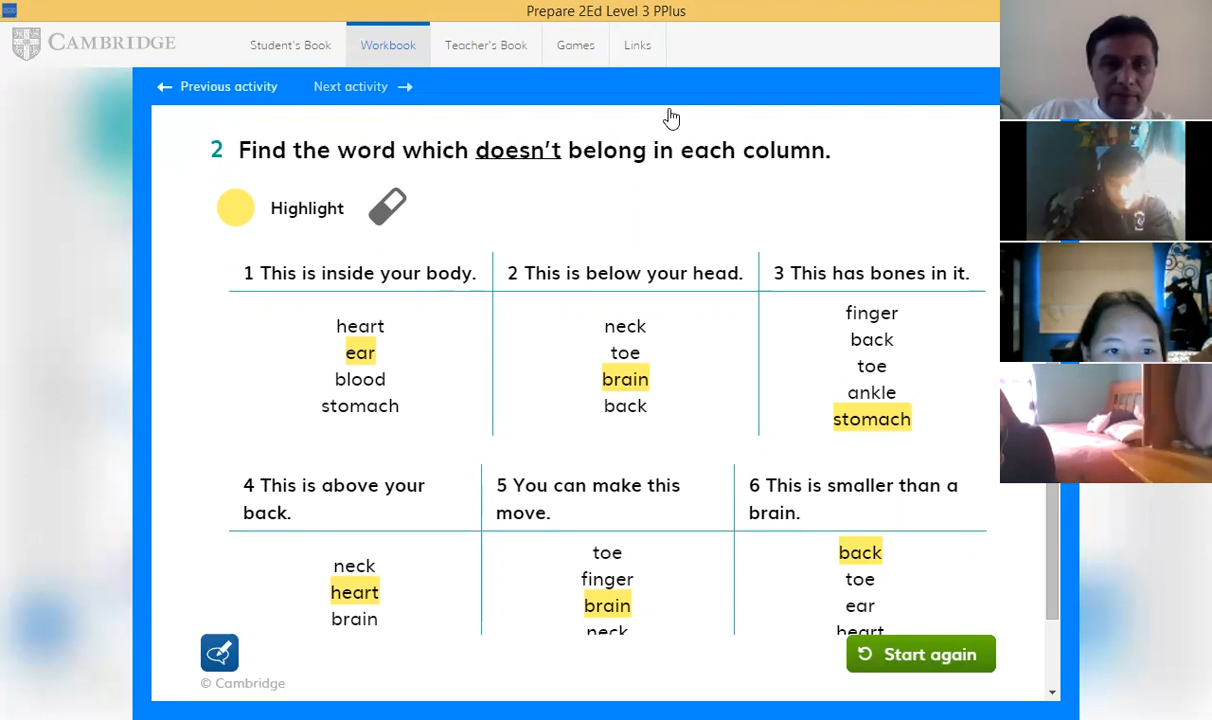 Prepare 2Ed Level 3 PPlus
CAMBRIDGE
Student's Book
Workbook
Teacher's Book
Games
Links
Previous activity
Next activity
2 Find the word which doesn't belong in each column.
Highlight
1 This is inside your body.
heart
ear
blood
stomach
2 This is below your head.
neck
toe
brain
back
3 This has bones in it.
finger
back
toe
ankle
stomach
4 This is above your
back.
neck
heart
brain
5 You can make this
move.
toe
finger
brain
neck
6 This is smaller than a
brain.
back
toe
ear
heart
Start again
© Cambridge